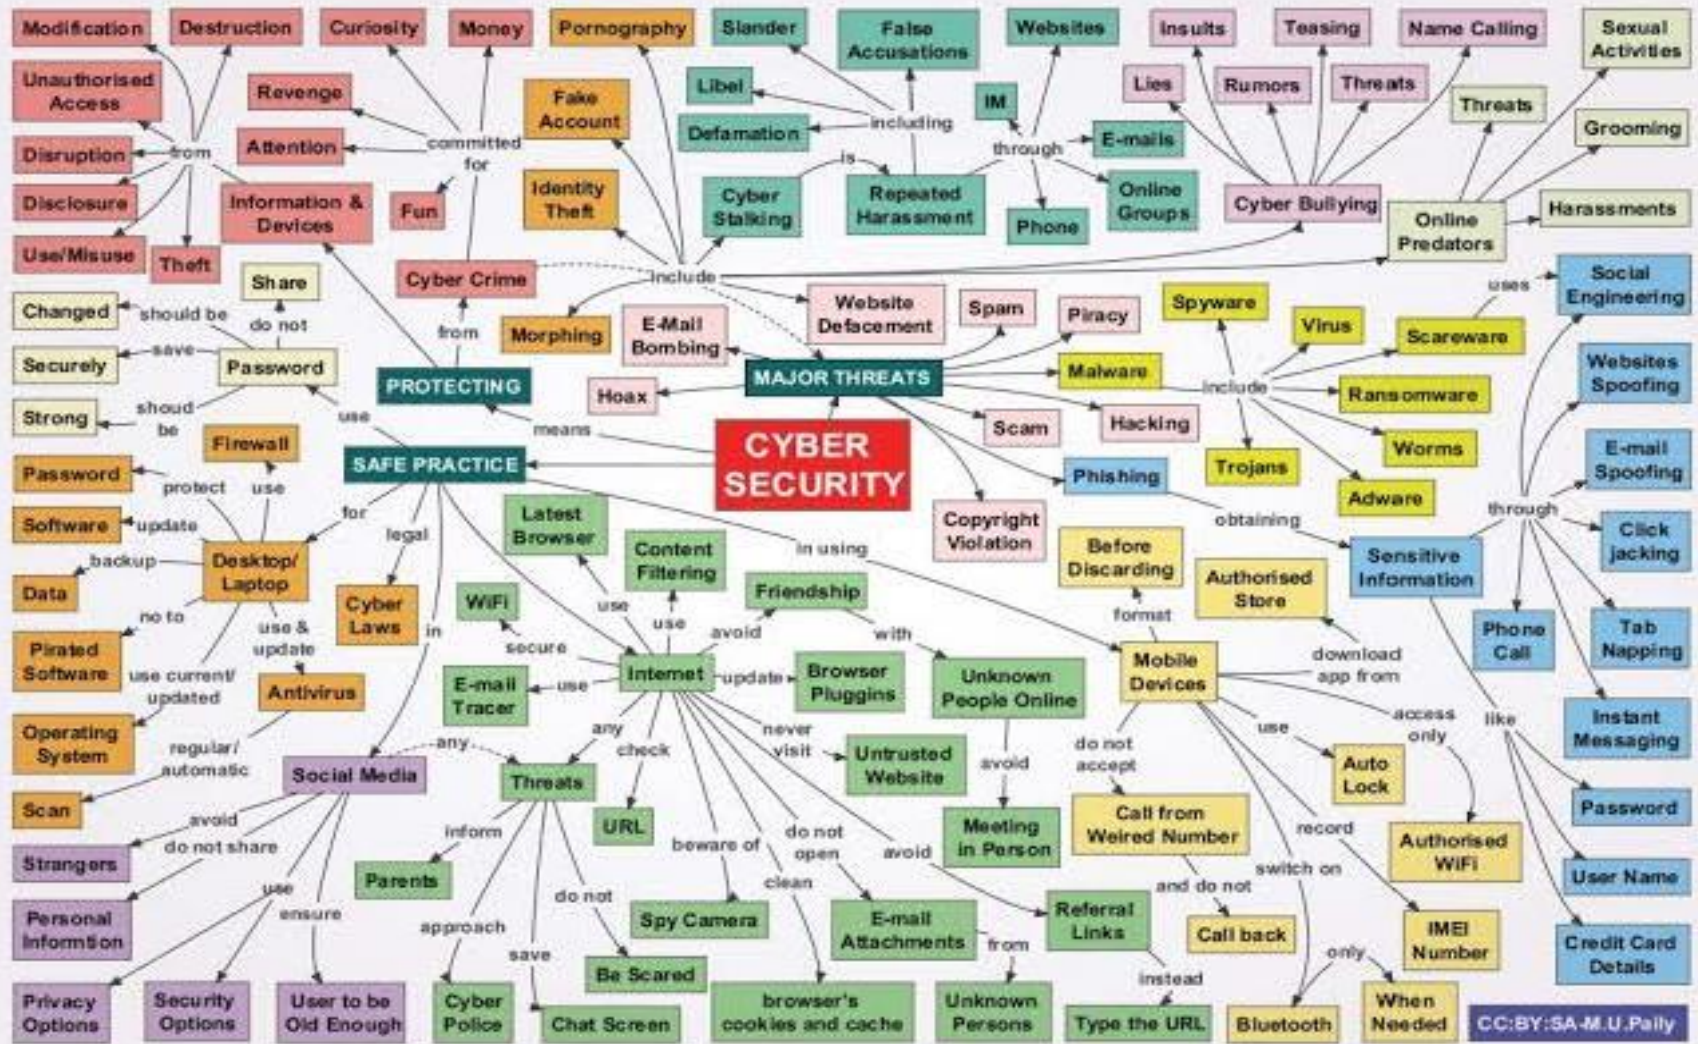 Modification
Destruction
Curiosity
Money
Pornography
Slander
False
Accusations
Websites
Insults
Teasing
Name Calling
Sexual
Activities
Unauthorised
Access
Revenge
Fake
Account
Libel
IM
Lies
Rumors
Threats
Threats
Disruption
from
Attention
committed
for
Defamation
including
through
E-mails
Grooming
is
Disclosure
Information &
Devices
Fun
Identity
Theft
Cyber
Stalking
Repeated
Harassment
Phone
Online
Groups
Cyber Bullying
Online
Predators
Harassments
Use/Misuse
Theft
Share
Cyber Crime
include
Website
Defacement
Spam
Piracy
Spyware
Virus
Scareware
uses
Social
Engineering
Changed
should be
do not
from
Morphing
E-Mail
Bombing
Securely
save
Password
PROTECTING
Hoax
MAJOR THREATS
Malware
include
Ransomware
Websites
Spoofing
Strong
shoud
be
use
means
Scam
Hacking
Worms
Firewall
SAFE PRACTICE
CYBER
SECURITY
Phishing
Trojans
Adware
E-mail
Spoofing
Password
protect
use
Software
update
for
legal
Latest
Browser
Content
Filtering
in using
Copyright
Violation
obtaining
through
Click
jacking
backup
Desktop/
Laptop
Data
Cyber
Laws
WiFi
use
use
Friendship
Before
Discarding
Authorised
Store
Sensitive
Information
no to
use &
update
in
secure
avoid
with
format
Phone
Call
Tab
Napping
Pirated
Software
use current/
updated
Antivirus
E-mail
Tracer
use
Internet
update
Browser
Pluggins
Unknown
People Online
Mobile
Devices
download
app from
Operating
System
regular/
automatic
any
any
check
never
visit
Untrusted
Website
avoid
do not
accept
use
access
only
like
Instant
Messaging
Scan
Social Media
Threats
URL
Auto
Lock
Password
avoid
do not share
inform
beware of
do not
open
avoid
Meeting
in Person
Call from
Weired Number
record
Authorised
WiFi
Strangers
Parents
clean
and do not
switch on
User Name
use
ensure
do not
Personal
Informtion
approach
Spy Camera
E-mail
Attachments
Referral
Links
Call back
IMEI
Number
Credit Card
Details
save
Be Scared
from
instead
only
Privacy
Options
Security
Options
User to be
Old Enough
Cyber
Police
Chat Screen
browser's
cookies and cache
Unknown
Persons
Type the URL
Bluetooth
When
Needed
CC:BY:SA-M.U.Paily